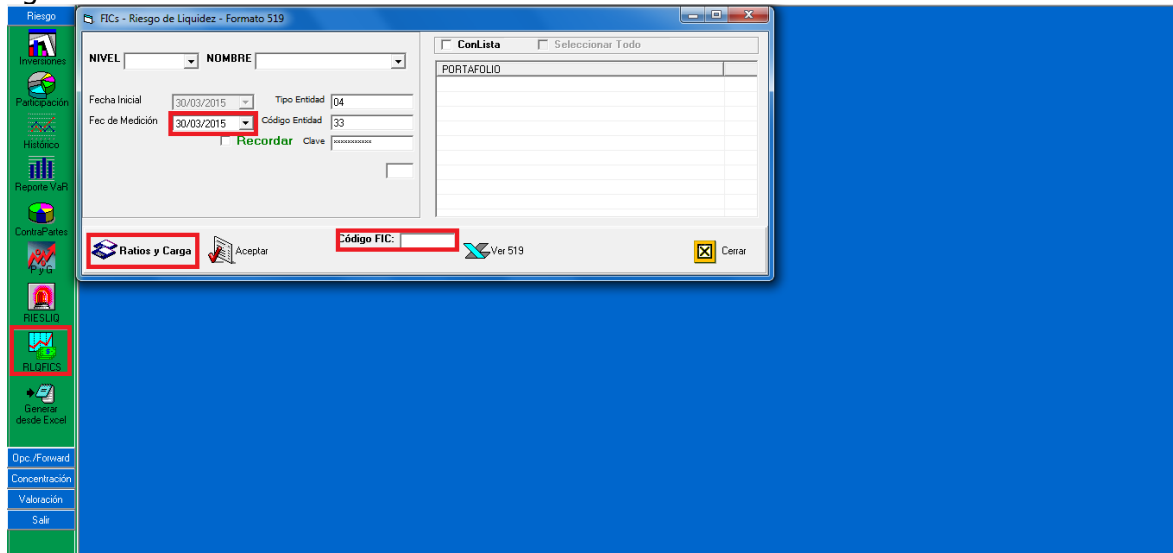 Riesgo
Inversiones
Participación
Histórico
Reporte VaR
ContraPartes
P y G
RIESLIQ
RLQFICS
Generar
desde Excel
Opc./Forward
Concentración
Valoración
Salir
FICs - Riesgo de Liquidez - Formato 519
NIVEL NOMBRE
Fecha Inicial 30/03/2015 Tipo Entidad 04
Fec de Medición 30/03/2015 Código Entidad 33
Recordar Clave xxxxxxxxxx
ConLista Seleccionar Todo
PORTAFOLIO
Ratios y Carga Aceptar Código FIC: Ver 519 Cerrar